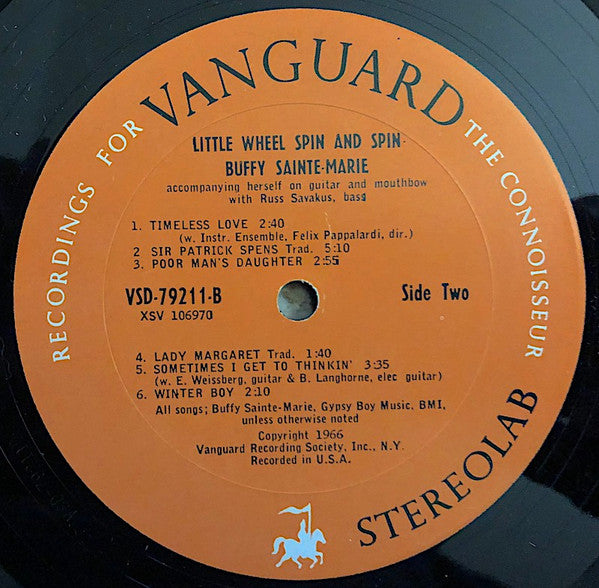 RECORDINGS FOR VANGUARD THE CONNOISSEUR
LITTLE WHEEL SPIN AND SPIN
BUFFY SAINTE-MARIE
accompanying herself on guitar and mouthbow
with Russ Savakus, bass
1. TIMELESS LOVE 2:40
(w. Instr. Ensemble, Felix Pappalardi, dir.)
2 SIR PATRICK SPENS Trad. 5:10
3. POOR MAN'S DAUGHTER 2:55
VSD-79211-B Side Two
XSV 106970
4. LADY MARGARET Trad. 1:40
5. SOMETIMES I GET TO THINKIN' 3:35
(w. E. Weissberg, guitar & B. Langhorne, elec guitar)
6. WINTER BOY 2:10
All songs; Buffy Sainte-Marie, Gypsy Boy Music, BMI,
unless otherwise noted
Copyright 1966
Vanguard Recording Society, Inc., N.Y.
Recorded in U.S.A.
STEREOLAB